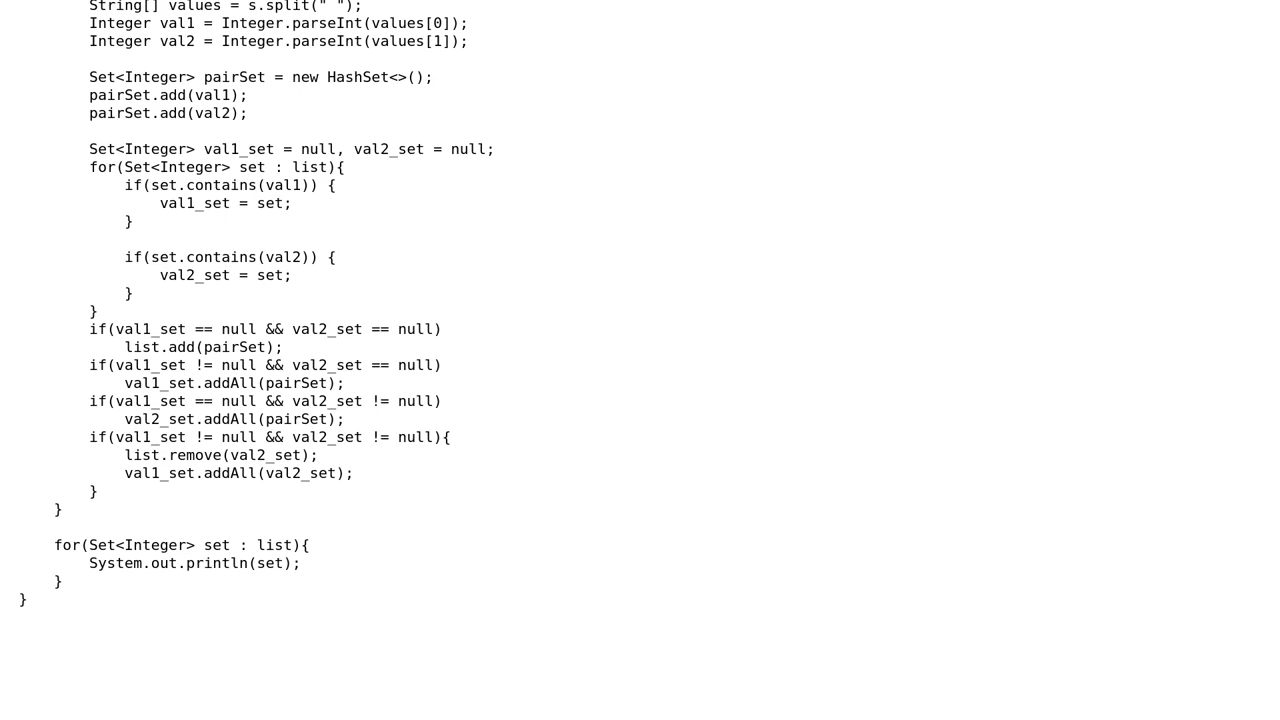 String[] values = s.split(" ");
Integer val1 = Integer.parseInt(values[0]);
Integer val2 = Integer.parseInt(values[1]);
Set<Integer> pairSet = new HashSet<>();
pairSet.add(val1);
pairSet.add(val2);
Set<Integer> val1_set = null, val2_set = null;
for(Set<Integer> set : list){
if(set.contains(val1)) {
val1_set = set;
}
if(set.contains(val2)) {
val2_set = set;
}
}
if(val1_set == null && val2_set == null)
list.add(pairSet);
if(val1_set != null && val2_set == null)
val1_set.addAll(pairSet);
if(val1_set == null && val2_set != null)
val2_set.addAll(pairSet);
if(val1_set != null && val2_set != null){
list.remove(val2_set);
val1_set.addAll(val2_set);
}
}
for(Set<Integer> set : list){
System.out.println(set);
}
}